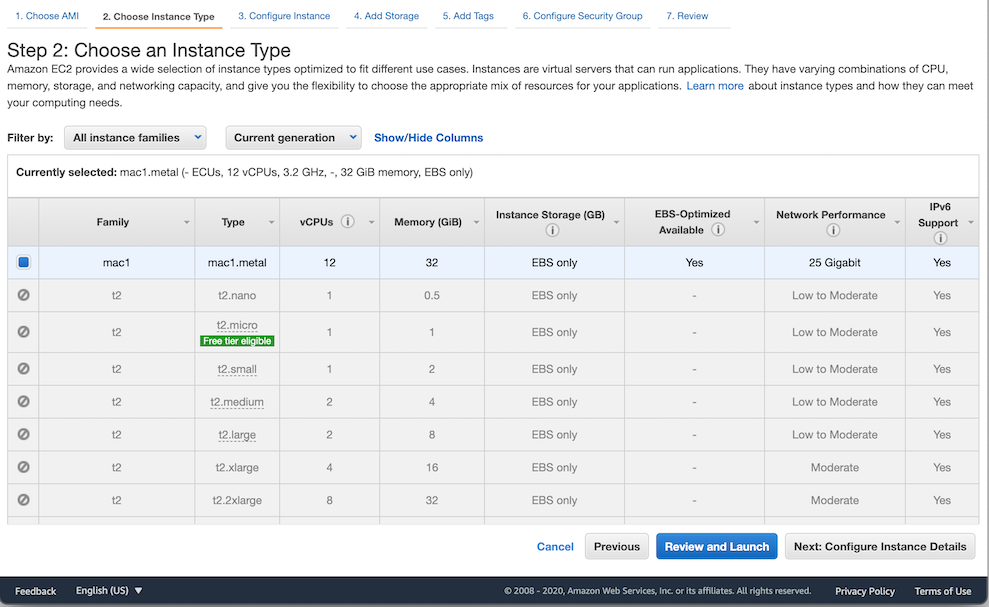 1. Choose AMI 2. Choose Instance Type 3. Configure Instance 4. Add Storage 5. Add Tags 6. Configure Security Group 7. Review
Step 2: Choose an Instance Type
Amazon EC2 provides a wide selection of instance types optimized to fit different use cases. Instances are virtual servers that can run applications. They have varying combinations of CPU,
memory, storage, and networking capacity, and give you the flexibility to choose the appropriate mix of resources for your applications. Learn more about instance types and how they can meet
your computing needs.
Filter by: All instance families Current generation Show/Hide Columns
Currently selected: mac1.metal (- ECUs, 12 vCPUs, 3.2 GHz, -, 32 GiB memory, EBS only)
Family Type vCPUs i Memory (GiB) Instance Storage (GB) i EBS-Optimized Available i Network Performance i IPv6 Support i
mac1 mac1.metal 12 32 EBS only Yes 25 Gigabit Yes
t2 t2.nano 1 0.5 EBS only - Low to Moderate Yes
t2 t2.micro 1 1 EBS only - Low to Moderate Yes
Free tier eligible
t2 t2.small 1 2 EBS only - Low to Moderate Yes
t2 t2.medium 2 4 EBS only - Low to Moderate Yes
t2 t2.large 2 8 EBS only - Low to Moderate Yes
t2 t2.xlarge 4 16 EBS only - Moderate Yes
t2 t2.2xlarge 8 32 EBS only - Moderate Yes
Cancel Previous Review and Launch Next: Configure Instance Details
Feedback English (US) © 2008 - 2020, Amazon Web Services, Inc. or its affiliates. All rights reserved. Privacy Policy Terms of Use